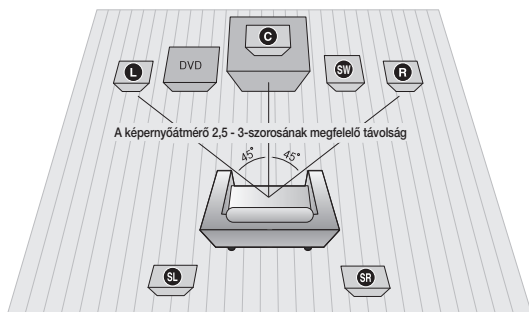 C
L
DVD
SW
R
A képernyőátmérő 2,5 - 3-szorosának megfelelő távolság
45° 45°
SL
SR